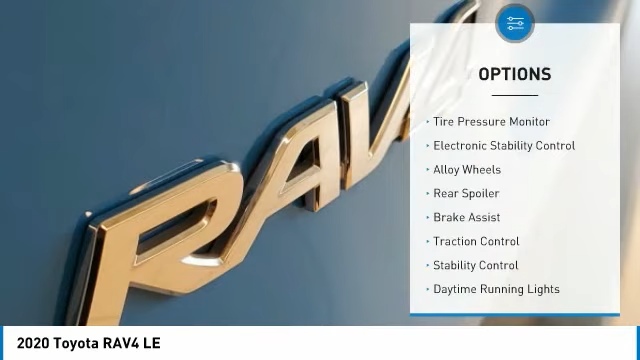 RAV
OPTIONS
Tire Pressure Monitor
Electronic Stability Control
Alloy Wheels
Rear Spoiler
Brake Assist
Traction Control
Stability Control
Daytime Running Lights
2020 Toyota RAV4 LE